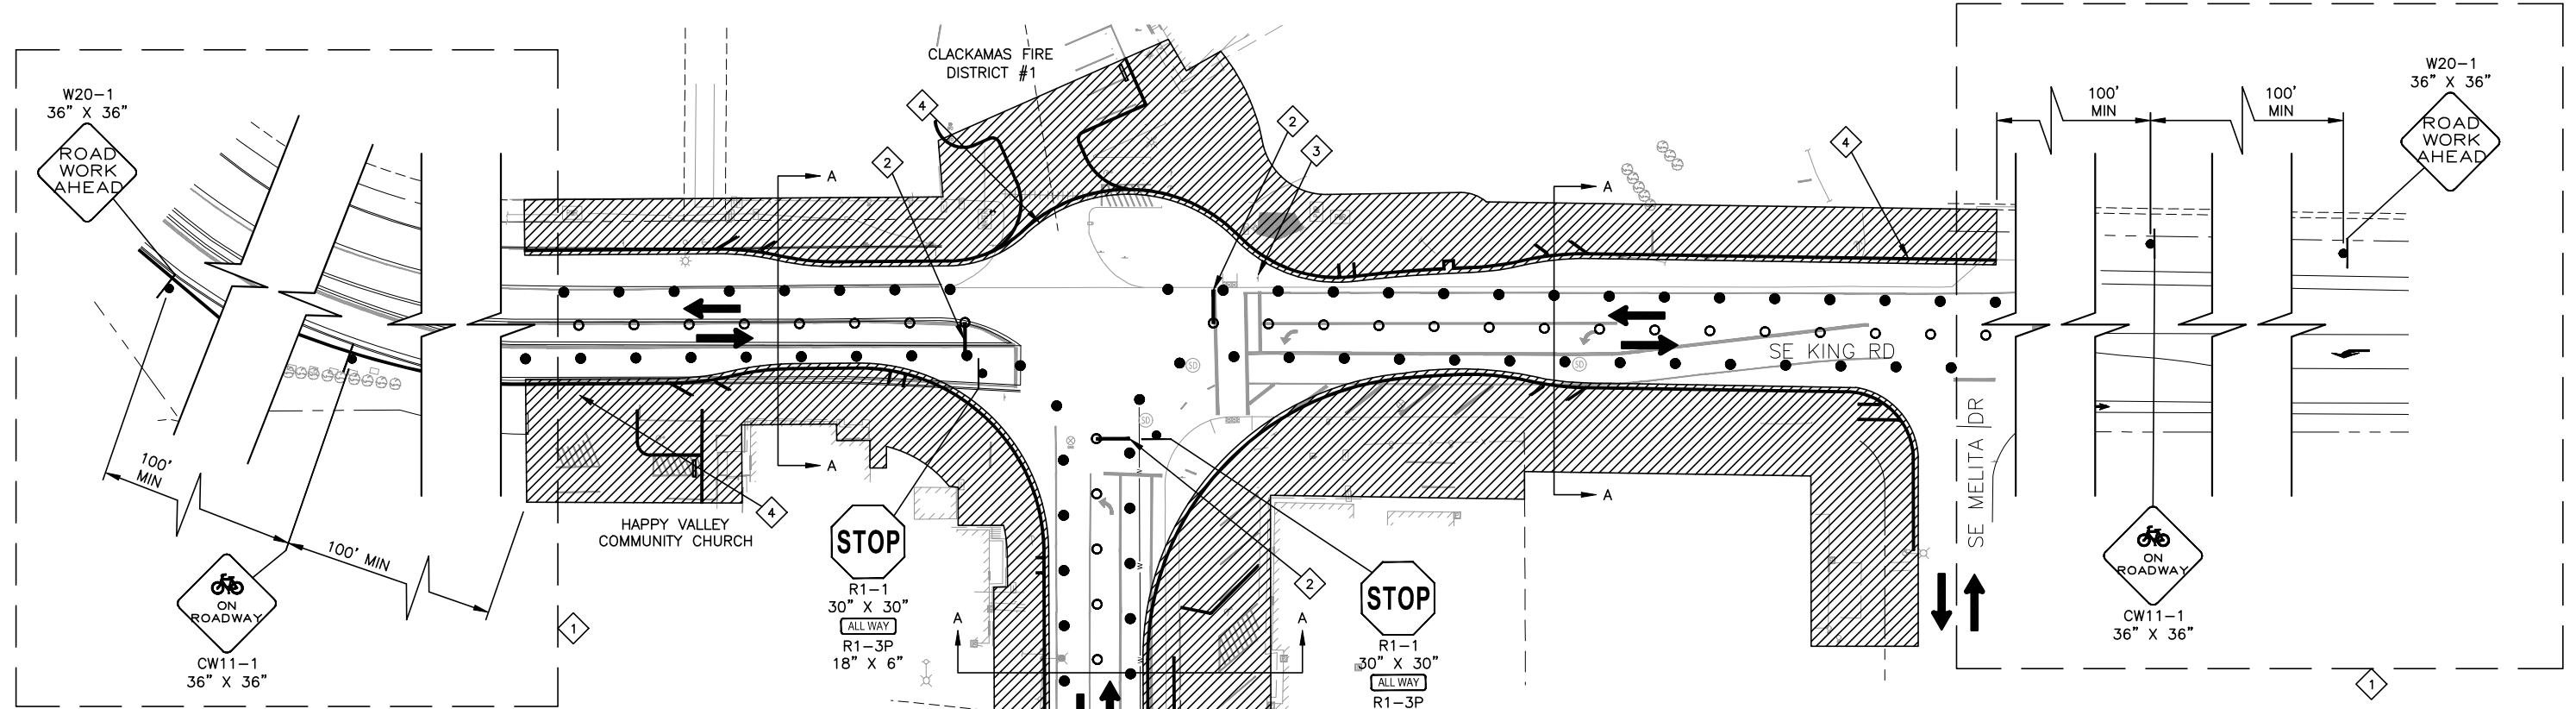 W20-1
36" X 36"
ROAD
WORK
AHEAD
100'
MIN
100' MIN
ON
ROADWAY
CW11-1
36" X 36"
1
CLACKAMAS FIRE
DISTRICT #1
4
2
A
A
2
3
4
A
A
HAPPY VALLEY
COMMUNITY CHURCH
4
STOP
R1-1
30" X 30"
ALL WAY
R1-3P
18" X 6"
A
A
2
STOP
R1-1
30" X 30"
ALL WAY
R1-3P
SD
SD
SD
W
W
W
SE KING RD
SE MELITA DR
100'
MIN
100'
MIN
W20-1
36" X 36"
ROAD
WORK
AHEAD
ON
ROADWAY
CW11-1
36" X 36"
1